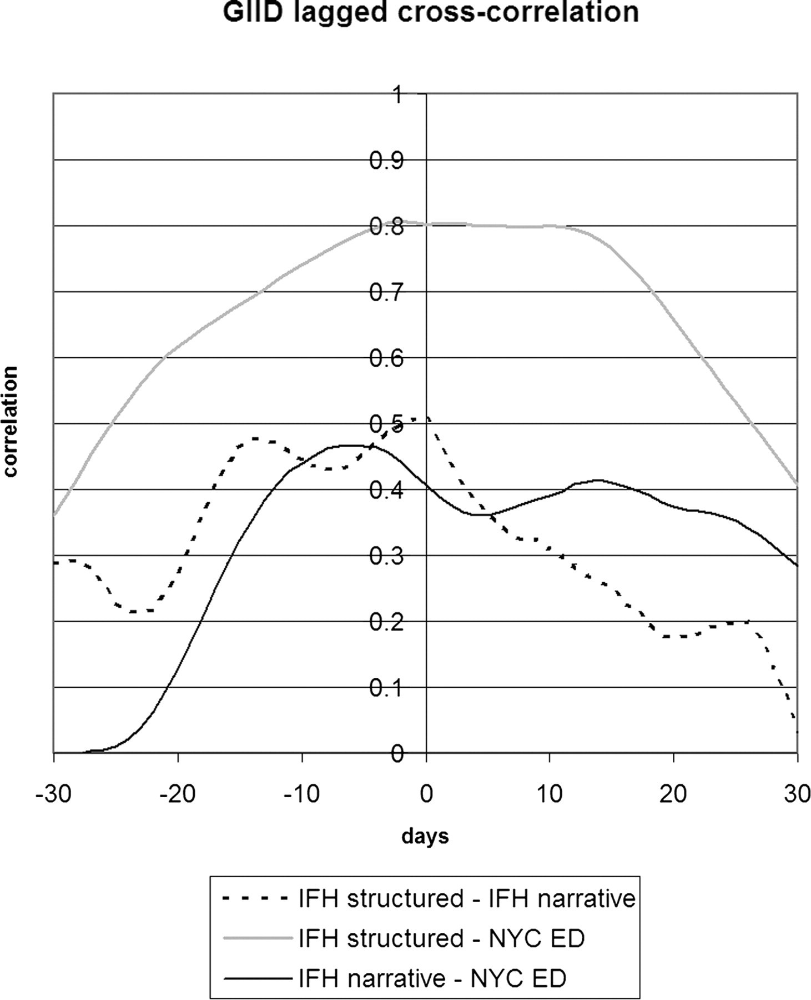 GIID lagged cross-correlation
1
0.9
0.8
0.7
0.6
0.5
0.4
0.3
0.2
0.1
0
correlation
-30 -20 -10 0 10 20 30
days
IFH structured - IFH narrative
IFH structured - NYC ED
IFH narrative - NYC ED